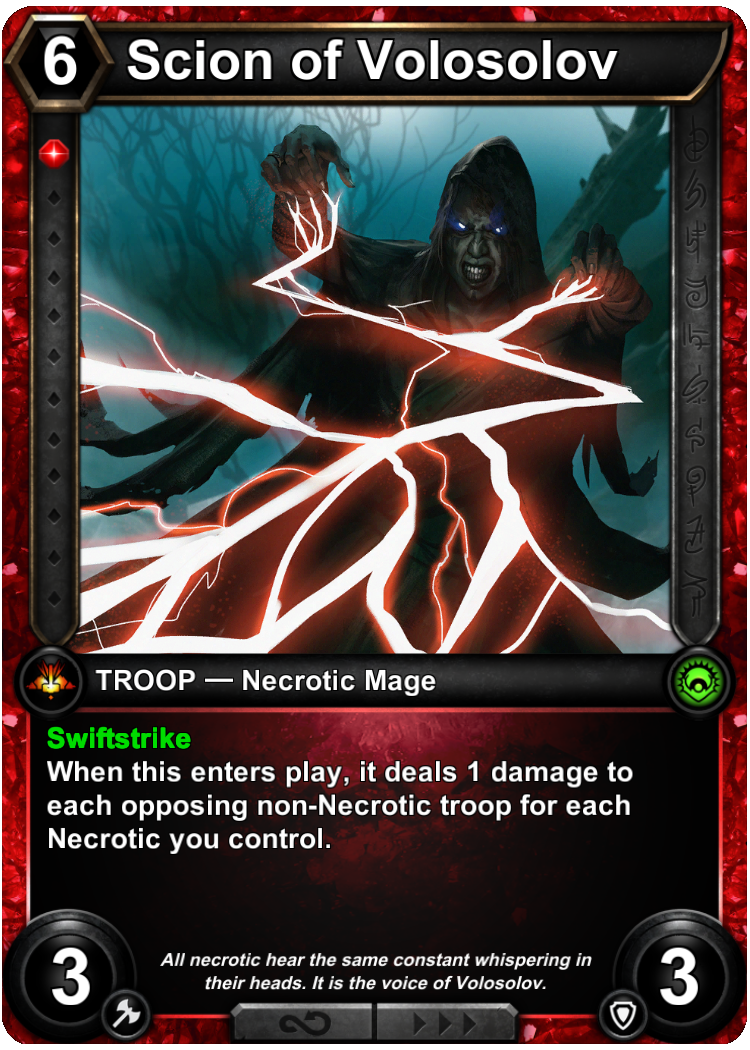 6
Scion of Volosolov
TROOP — Necrotic Mage
Swiftstrike
When this enters play, it deals 1 damage to
each opposing non-Necrotic troop for each
Necrotic you control.
All necrotic hear the same constant whispering in
their heads. It is the voice of Volosolov.
3
3